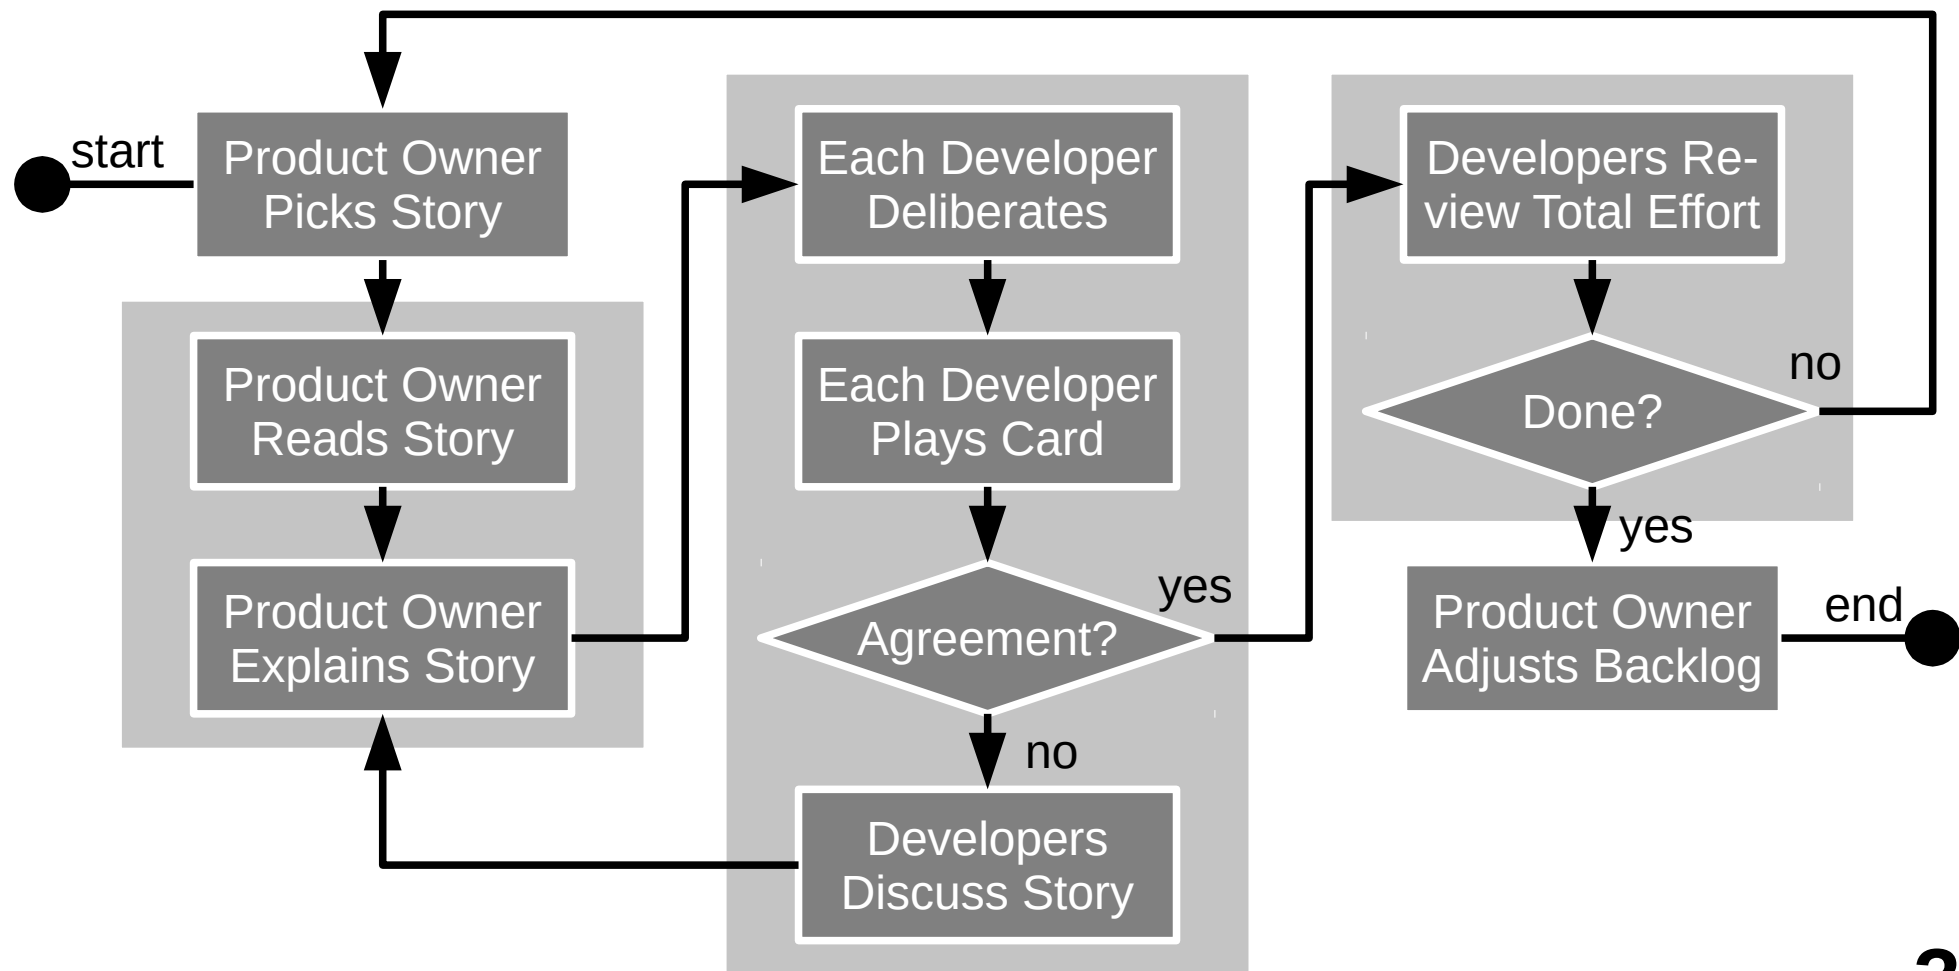 start
Product Owner
Picks Story
Product Owner
Reads Story
Product Owner
Explains Story
Each Developer
Deliberates
Each Developer
Plays Card
Agreement?
yes
no
Developers
Discuss Story
Developers Re-
view Total Effort
Done?
no
yes
Product Owner
Adjusts Backlog
end